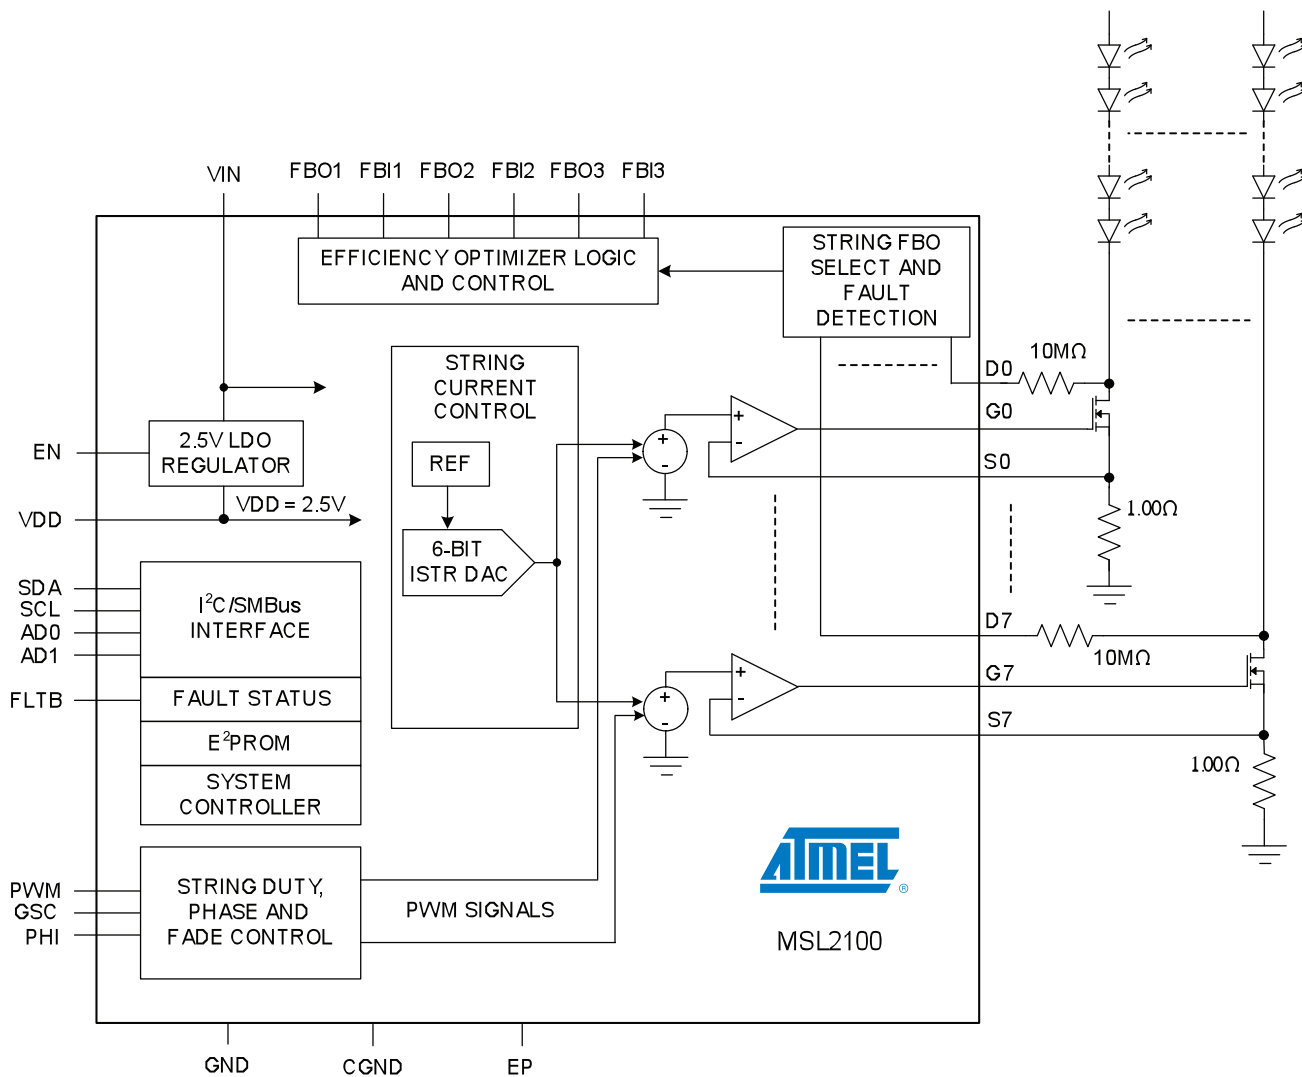 VIN
FBO1
FBI1
FBO2
FBI2
FBO3
FBI3
EFFICIENCY OPTIMIZER LOGIC
AND CONTROL
STRING FBO
SELECT AND
FAULT
DETECTION
STRING
CURRENT
CONTROL
REF
6-BIT
ISTR DAC
D0
10MΩ
G0
S0
1.00Ω
EN
2.5V LDO
REGULATOR
VDD
VDD = 2.5V
SDA
SCL
AD0
AD1
I²C/SMBus
INTERFACE
FLTB
FAULT STATUS
E²PROM
SYSTEM
CONTROLLER
+
-
+
-
+
-
+
-
D7
10MΩ
G7
S7
1.00Ω
PWM
GSC
PHI
STRING DUTY,
PHASE AND
FADE CONTROL
PWM SIGNALS
ATMEL ®
MSL2100
GND
CGND
EP